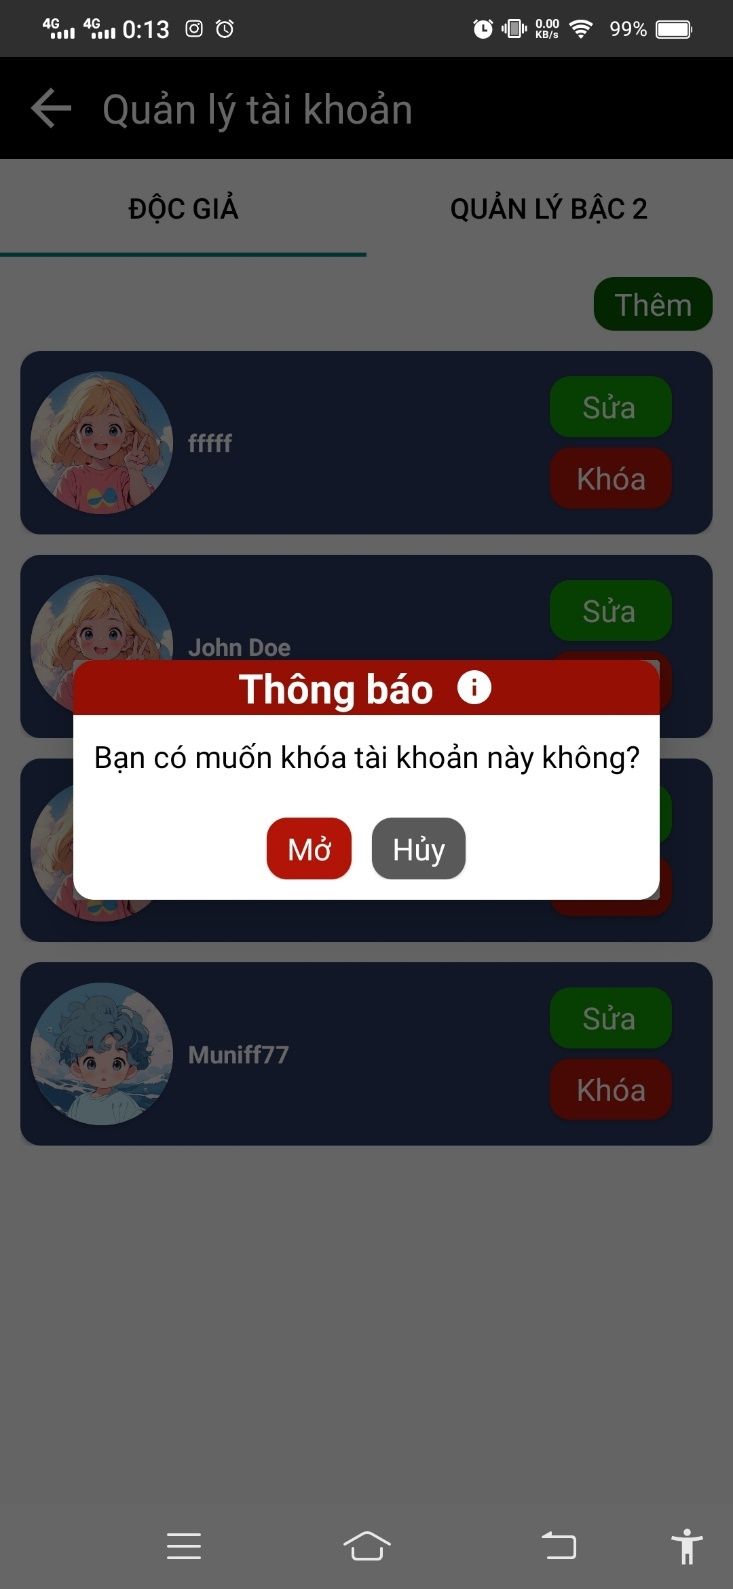 4G 4G 0:13 0.00 KB/s 99%
Quản lý tài khoản
ĐỘC GIẢ QUẢN LÝ BẬC 2
Thêm
fffff
Sửa
Khóa
John Doe
Sửa
Thông báo
Bạn có muốn khóa tài khoản này không?
Mở Hủy
Muniff77
Sửa
Khóa